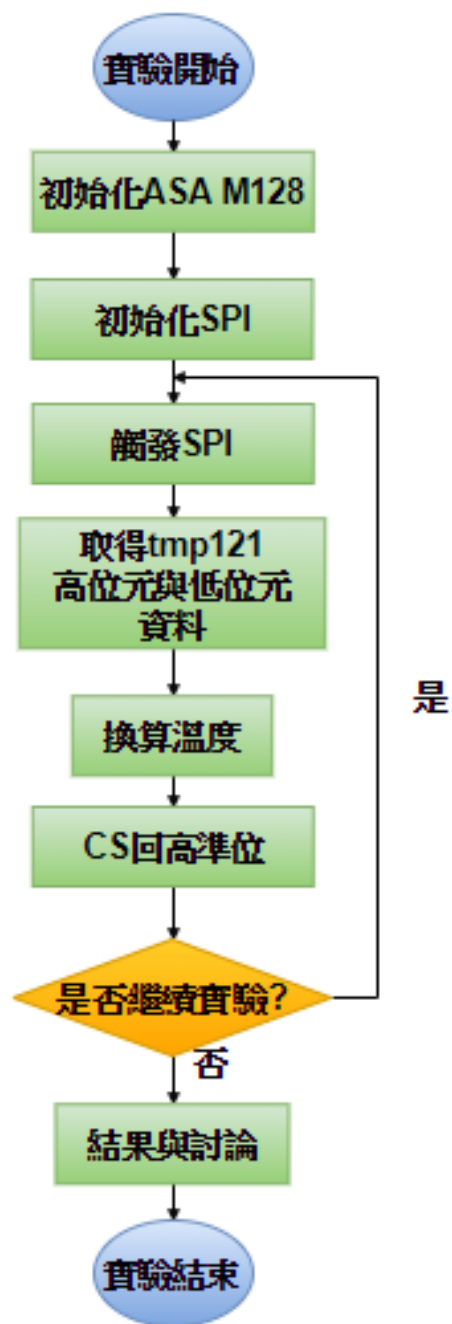 實驗開始
初始化ASA M128
初始化SPI
觸發SPI
取得tmp121
高位元與低位元
資料
換算溫度
CS回高準位
是否繼續實驗?
是
否
結果與討論
實驗結束